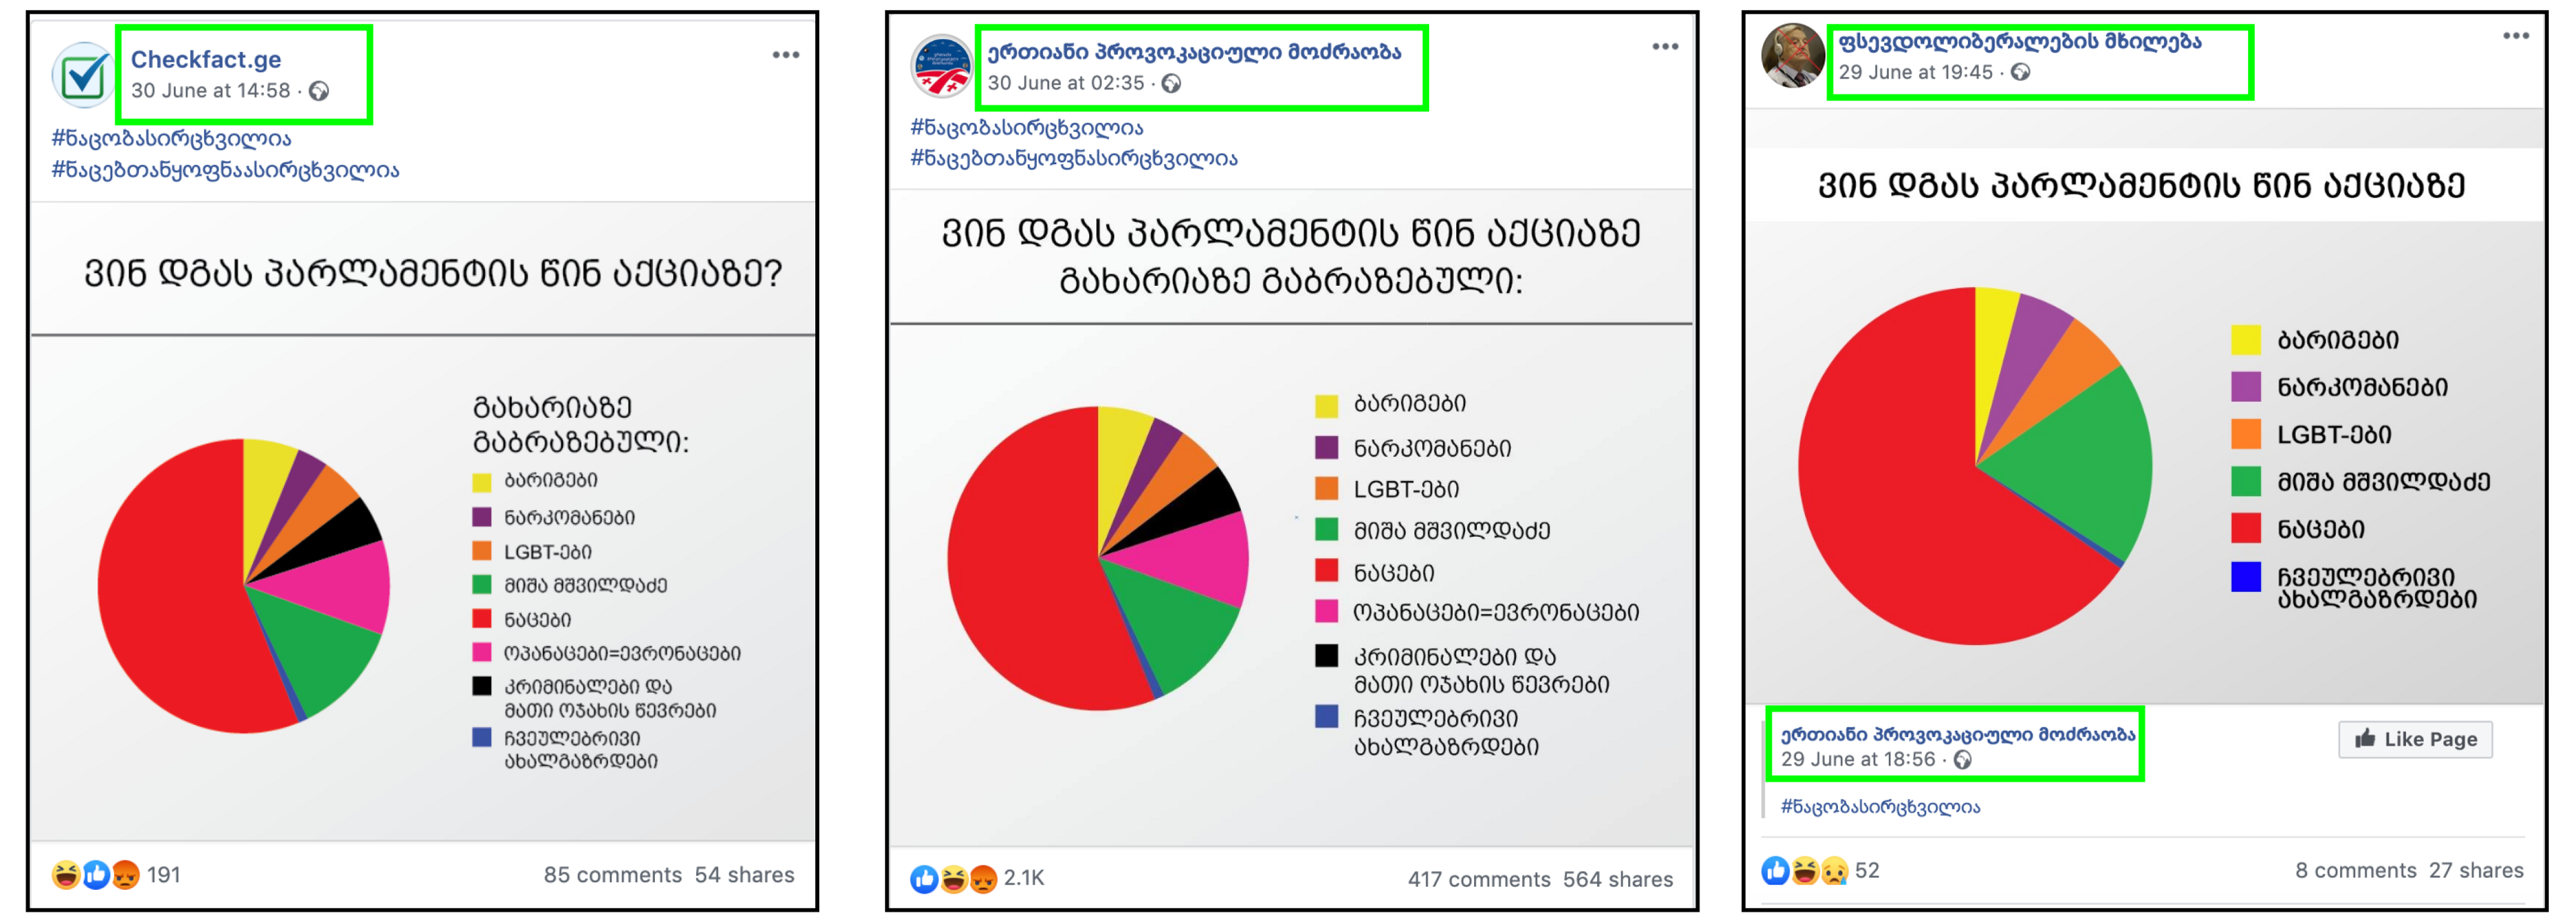 Checkfact.ge
30 June at 14:58
#ნაცობასირცხვილია
#ნაცებთანყოფნაასირცხვილია
ვინ დგას პარლამენტის წინ აქციაზე?
გახარიაზე
გაბრაზებული:
ბარიგები
ნარკომანები
LGBT-ები
მიშა მშვილდაძე
ნაცები
ოპანაცები=ევრონაცები
კრიმინალები და
მათი ოჯახის წევრები
ჩვეულებრივი
ახალგაზრდები
191
85 comments 54 shares
ერთიანი პროვოკაციული მოძრაობა
30 June at 02:35
#ნაცობასირცხვილია
#ნაცებთანყოფნასირცხვილია
ვინ დგას პარლამენტის წინ აქციაზე
გახარიაზე გაბრაზებული:
ბარიგები
ნარკომანები
LGBT-ები
მიშა მშვილდაძე
ნაცები
ოპანაცები=ევრონაცები
კრიმინალები და
მათი ოჯახის წევრები
ჩვეულებრივი
ახალგაზრდები
2.1K
417 comments 564 shares
ფსევდოლიბერალების მხილება
29 June at 19:45
ვინ დგას პარლამენტის წინ აქციაზე
ბარიგები
ნარკომანები
LGBT-ები
მიშა მშვილდაძე
ნაცები
ჩვეულებრივი
ახალგაზრდები
ერთიანი პროვოკაციული მოძრაობა
29 June at 18:56
Like Page
#ნაცობასირცხვილია
52
8 comments 27 shares